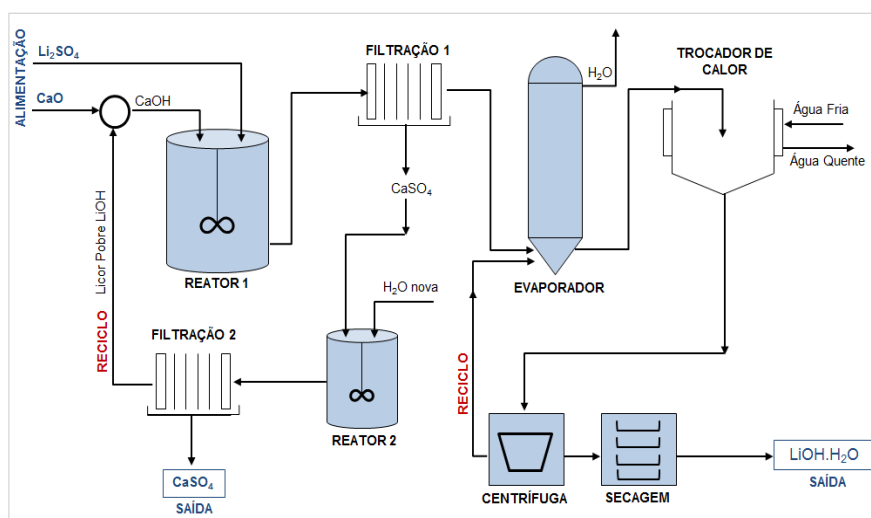 ALIMENTAÇÃO
Li₂SO₄
CaO
CaOH
REATOR 1
FILTRAÇÃO 1
CaSO₄
H₂O
EVAPORADOR
TROCADOR DE
CALOR
Água Fria
Água Quente
RECICLO Licor Pobre LiOH
FILTRAÇÃO 2
CaSO₄
SAÍDA
H₂O nova
REATOR 2
RECICLO
CENTRÍFUGA
SECAGEM
LiOH.H₂O
SAÍDA